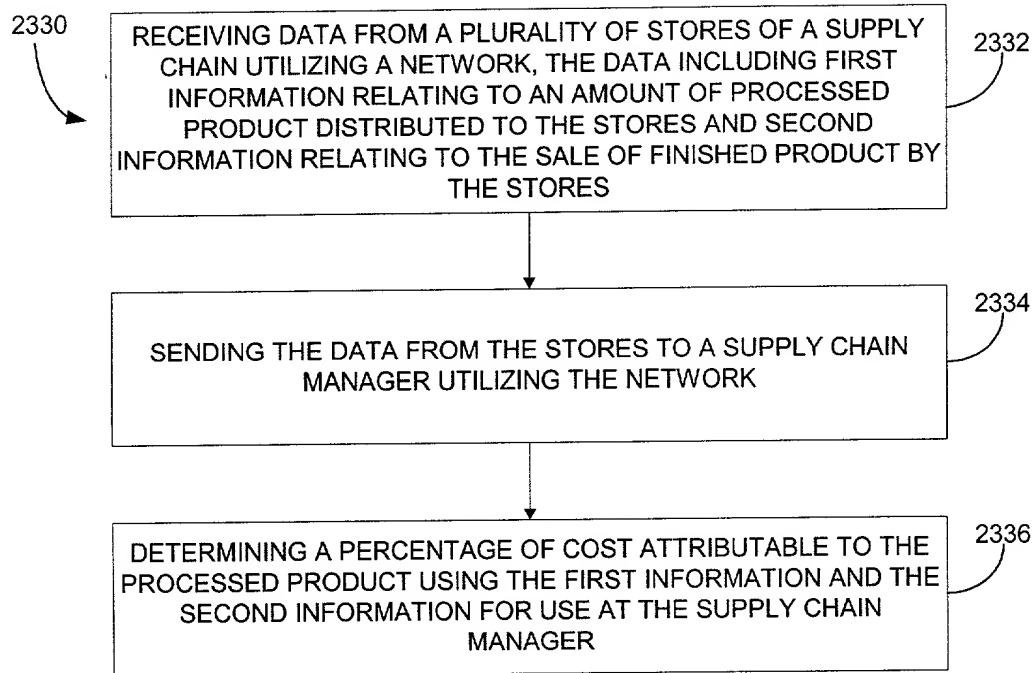 2330
RECEIVING DATA FROM A PLURALITY OF STORES OF A SUPPLY
CHAIN UTILIZING A NETWORK, THE DATA INCLUDING FIRST
INFORMATION RELATING TO AN AMOUNT OF PROCESSED
PRODUCT DISTRIBUTED TO THE STORES AND SECOND
INFORMATION RELATING TO THE SALE OF FINISHED PRODUCT BY
THE STORES
2332
SENDING THE DATA FROM THE STORES TO A SUPPLY CHAIN
MANAGER UTILIZING THE NETWORK
2334
DETERMINING A PERCENTAGE OF COST ATTRIBUTABLE TO THE
PROCESSED PRODUCT USING THE FIRST INFORMATION AND THE
SECOND INFORMATION FOR USE AT THE SUPPLY CHAIN
MANAGER
2336